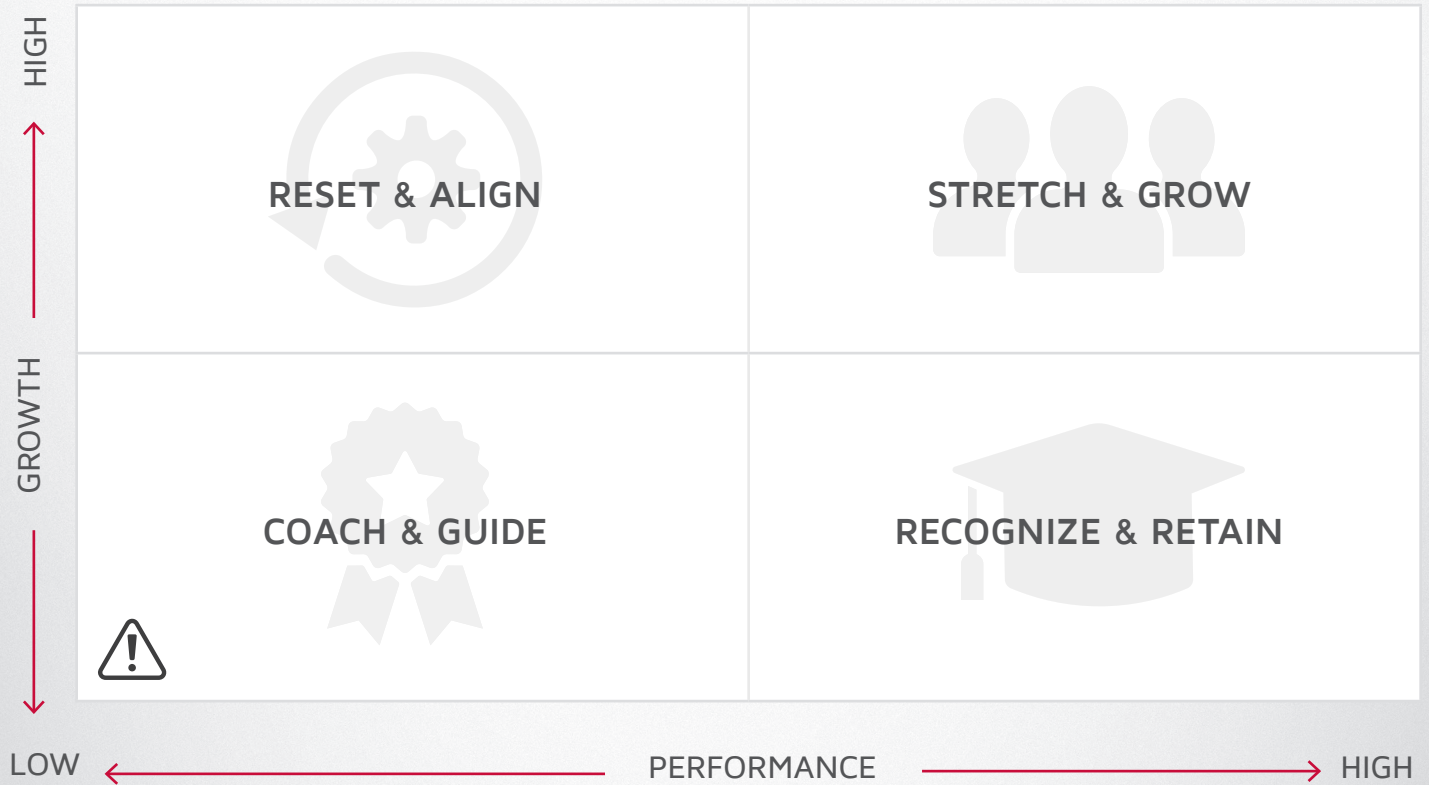 HIGH
RESET & ALIGN
STRETCH & GROW
GROWTH
COACH & GUIDE
RECOGNIZE & RETAIN
!
LOW
PERFORMANCE
HIGH